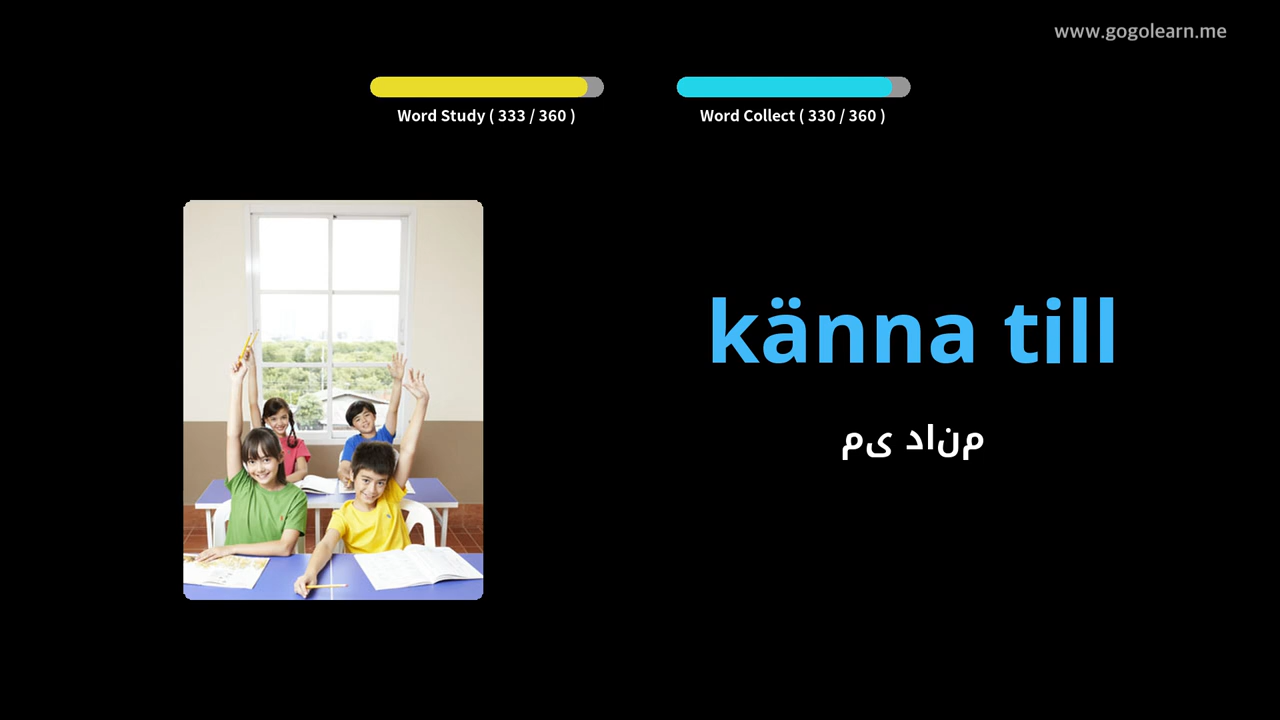 www.gogolearn.me
Word Study ( 333 / 360 )
Word Collect ( 330 / 360 )
känna till
می دانم